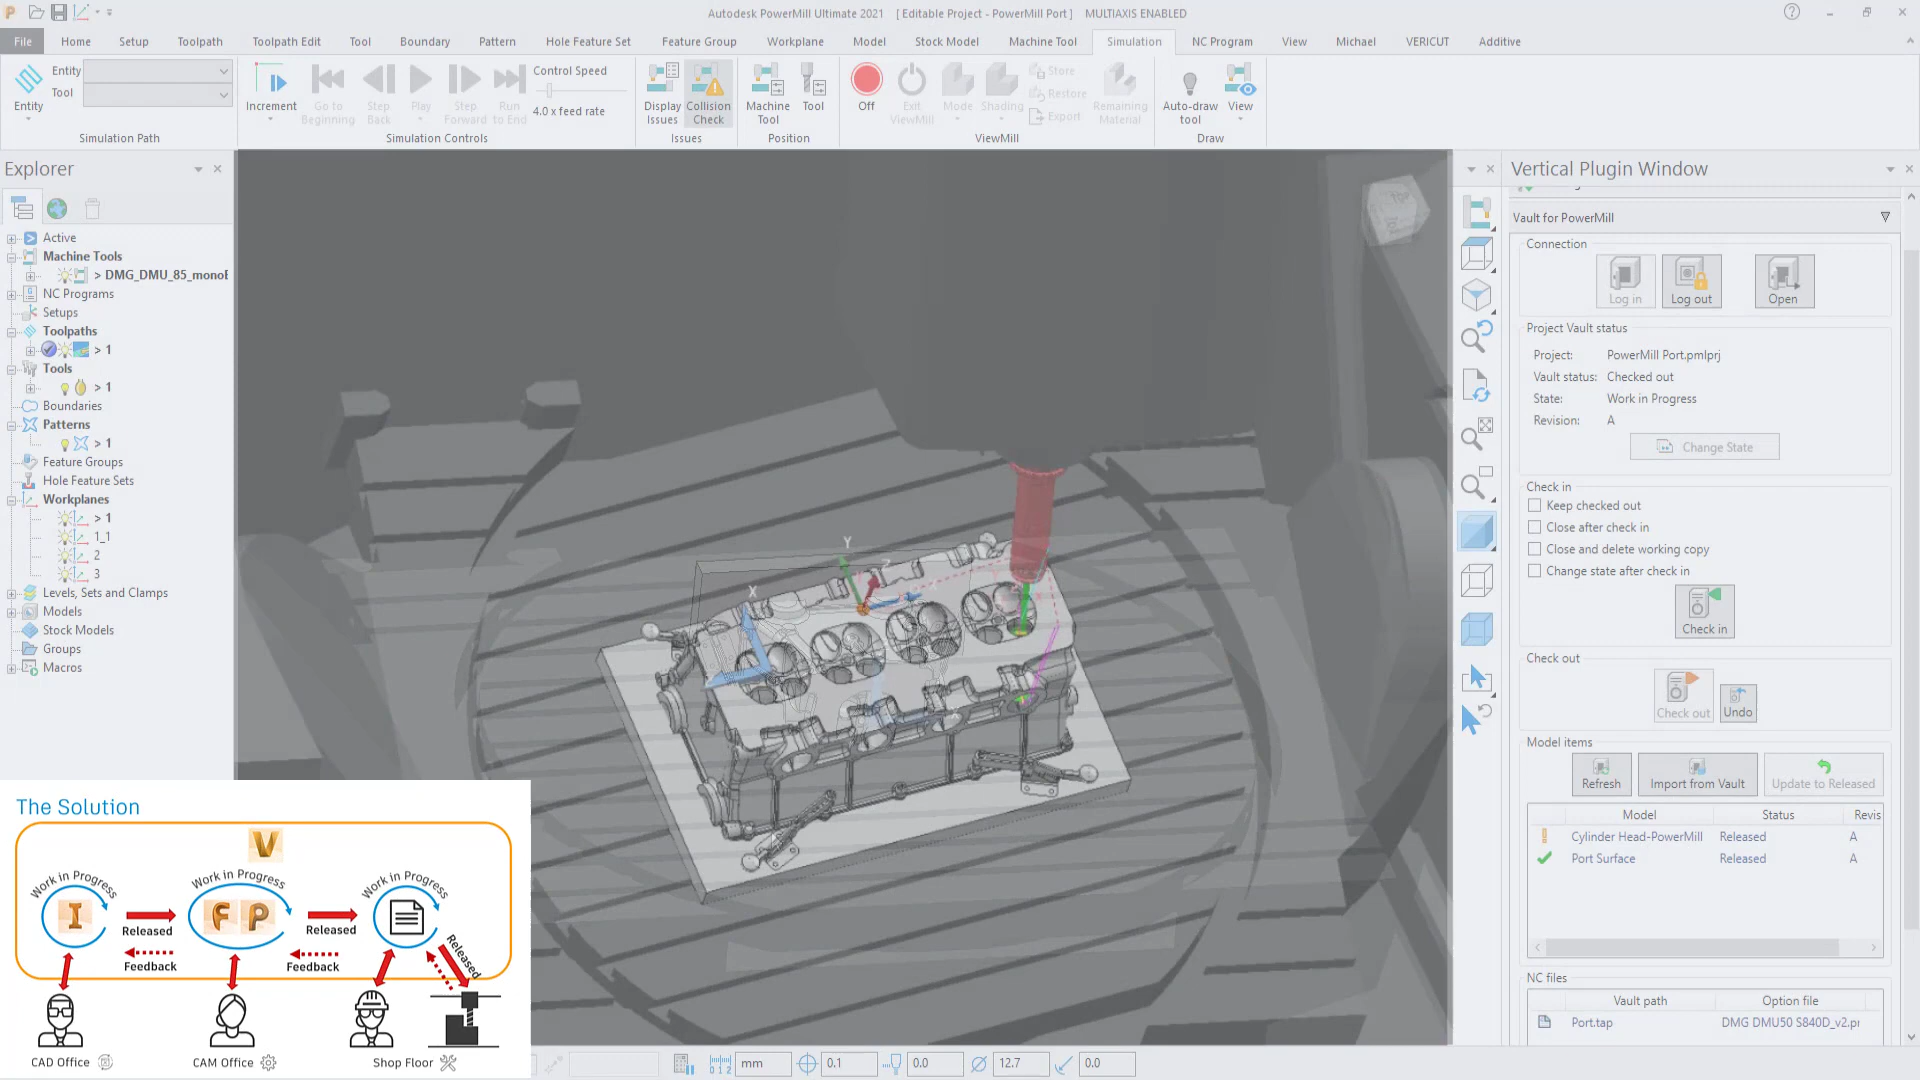 Autodesk PowerMill Ultimate 2021 [ Editable Project - PowerMill Port ] MULTIAXIS ENABLED
File Home Setup Toolpath Toolpath Edit Tool Boundary Pattern Hole Feature Set Feature Group Workplane Model Stock Model Machine Tool Simulation NC Program View Michael VERICUT Additive
Entity
Tool
Entity
Simulation Path
Increment
Go to Beginning
Step Back
Play
Step Forward
Run to End
Control Speed
4.0 x feed rate
Simulation Controls
Display Issues
Collision Check
Issues
Machine Tool
Tool
Position
Off
Exit ViewMill
Mode
Shading
Store
Restore
Export
Remaining Material
ViewMill
Auto-draw tool
View
Draw
Explorer
Active
Machine Tools
> DMG_DMU_85_monoB
NC Programs
Setups
Toolpaths
> 1
Tools
> 1
Boundaries
Patterns
> 1
Feature Groups
Hole Feature Sets
Workplanes
> 1
1_1
2
3
Levels, Sets and Clamps
Models
Stock Models
Groups
Macros
TOP
Y
Z
X
Vertical Plugin Window
Vault for PowerMill
Connection
Log in
Log out
Open
Project Vault status
Project: PowerMill Port.pmlprj
Vault status: Checked out
State: Work in Progress
Revision: A
Change State
Check in
Keep checked out
Close after check in
Close and delete working copy
Change state after check in
Check in
Check out
Check out
Undo
Model items
Refresh
Import from Vault
Update to Released
Model Status Revis
Cylinder Head-PowerMill Released A
Port Surface Released A
NC files
Vault path Option file
Port.tap DMG DMU50 S840D_v2.pr
The Solution
V
Work in Progress
Work in Progress
Work in Progress
I
F P
Released
Released
Released
Feedback
Feedback
CAD Office
CAM Office
Shop Floor
mm
0.1
0.0
12.7
0.0